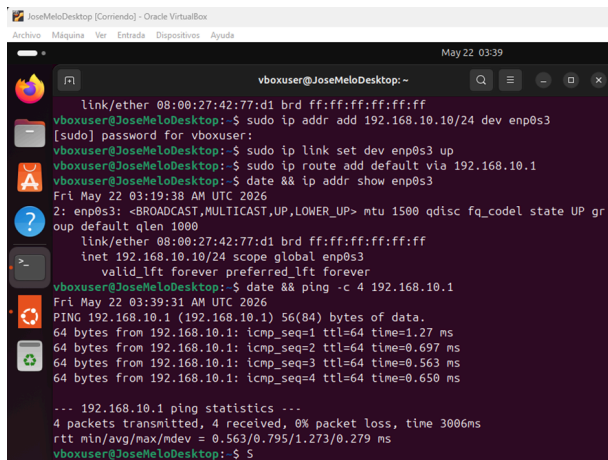 JoseMeloDesktop [Corriendo] - Oracle VirtualBox
Archivo Máquina Ver Entrada Dispositivos Ayuda
May 22 03:39
vboxuser@JoseMeloDesktop: ~
link/ether 08:00:27:42:77:d1 brd ff:ff:ff:ff:ff:ff
vboxuser@JoseMeloDesktop:~$ sudo ip addr add 192.168.10.10/24 dev enp0s3
[sudo] password for vboxuser:
vboxuser@JoseMeloDesktop:~$ sudo ip link set dev enp0s3 up
vboxuser@JoseMeloDesktop:~$ sudo ip route add default via 192.168.10.1
vboxuser@JoseMeloDesktop:~$ date && ip addr show enp0s3
Fri May 22 03:19:38 AM UTC 2026
2: enp0s3: <BROADCAST,MULTICAST,UP,LOWER_UP> mtu 1500 qdisc fq_codel state UP gr
oup default qlen 1000
link/ether 08:00:27:42:77:d1 brd ff:ff:ff:ff:ff:ff
inet 192.168.10.10/24 scope global enp0s3
valid_lft forever preferred_lft forever
vboxuser@JoseMeloDesktop:~$ date && ping -c 4 192.168.10.1
Fri May 22 03:39:31 AM UTC 2026
PING 192.168.10.1 (192.168.10.1) 56(84) bytes of data.
64 bytes from 192.168.10.1: icmp_seq=1 ttl=64 time=1.27 ms
64 bytes from 192.168.10.1: icmp_seq=2 ttl=64 time=0.697 ms
64 bytes from 192.168.10.1: icmp_seq=3 ttl=64 time=0.563 ms
64 bytes from 192.168.10.1: icmp_seq=4 ttl=64 time=0.650 ms
--- 192.168.10.1 ping statistics ---
4 packets transmitted, 4 received, 0% packet loss, time 3006ms
rtt min/avg/max/mdev = 0.563/0.795/1.273/0.279 ms
vboxuser@JoseMeloDesktop:~$ S